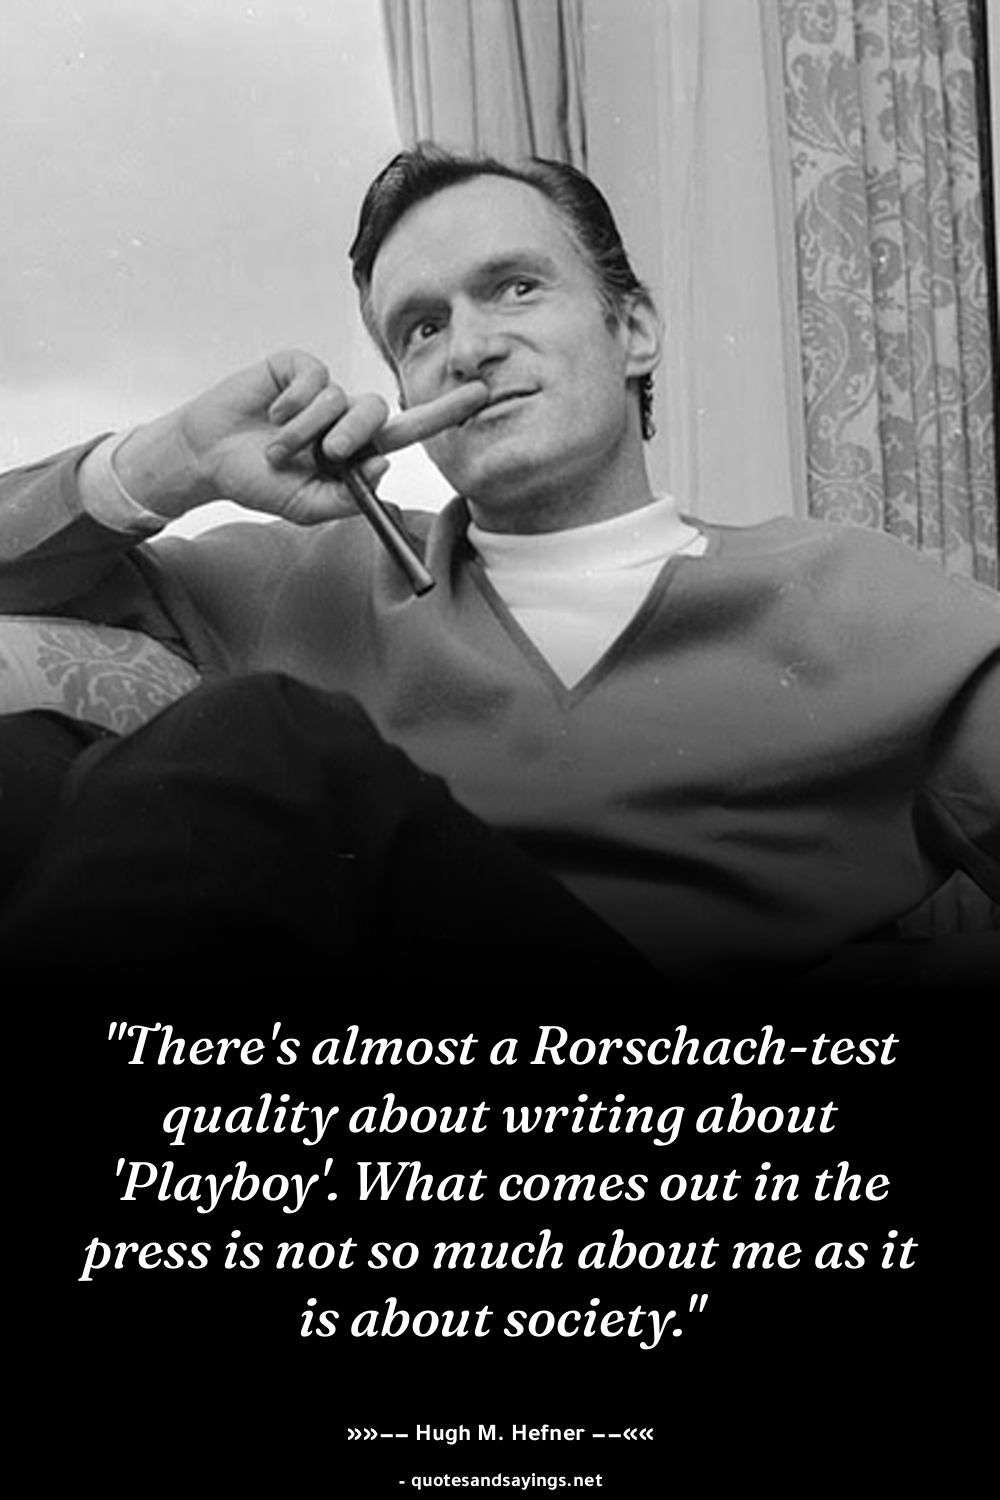 "There's almost a Rorschach-test
quality about writing about
'Playboy'. What comes out in the
press is not so much about me as it
is about society."
»»–– Hugh M. Hefner ––««
- quotesandsayings.net